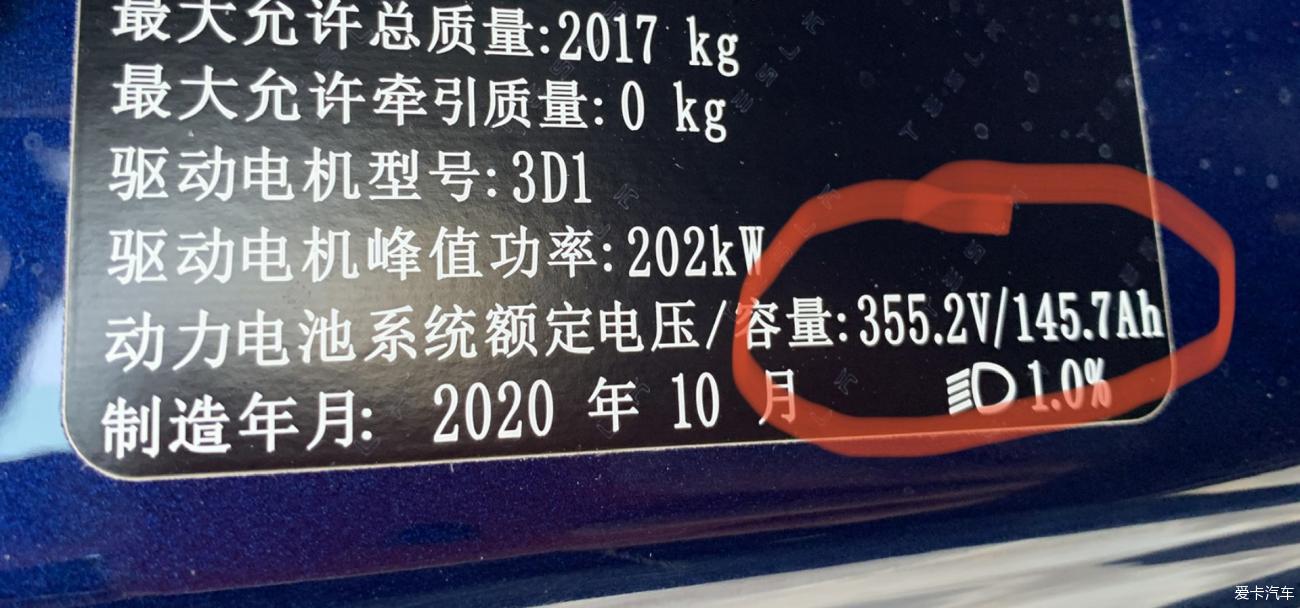 最大允许总质量:2017 kg
最大允许牵引质量:0 kg
驱动电机型号:3D1
驱动电机峰值功率:202kW
动力电池系统额定电压/容量:355.2V/145.7Ah
制造年月: 2020 年 10 月
1.0%
爱卡汽车